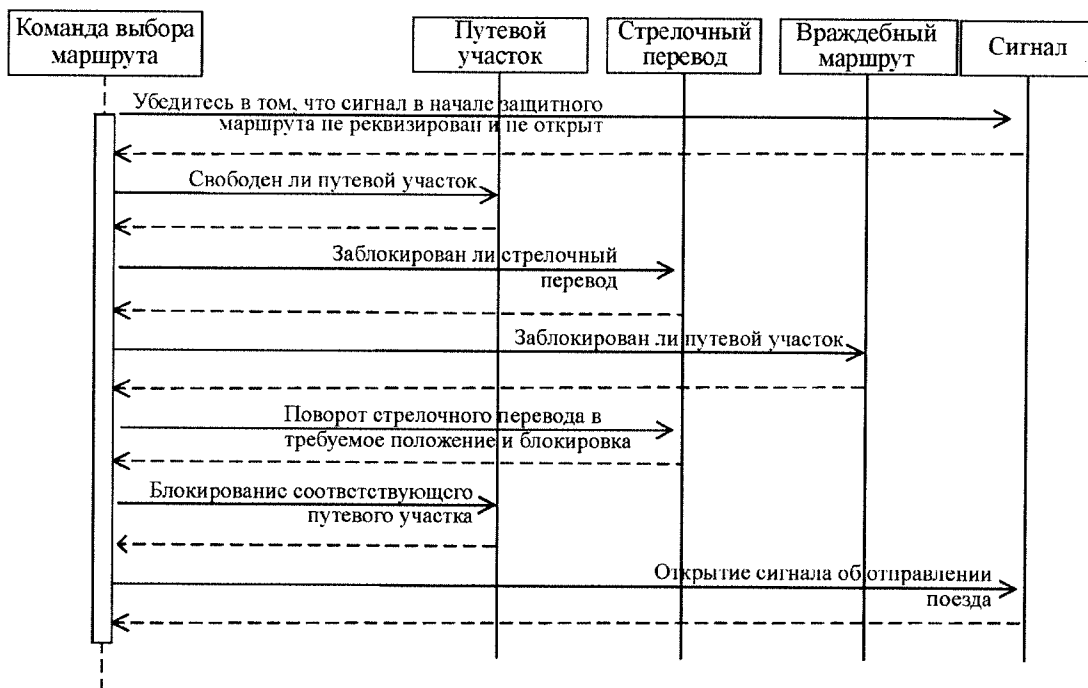 Команда выбора
маршрута
Путевой
участок
Стрелочный
перевод
Враждебный
маршрут
Сигнал
Убедитесь в том, что сигнал в начале защитного
маршрута не реквизирован и не открыт
Свободен ли путевой участок
Заблокирован ли стрелочный
перевод
Заблокирован ли путевой участок
Поворот стрелочного перевода в
требуемое положение и блокировка
Блокирование соответствующего
путевого участка
Открытие сигнала об отправлении
поезда